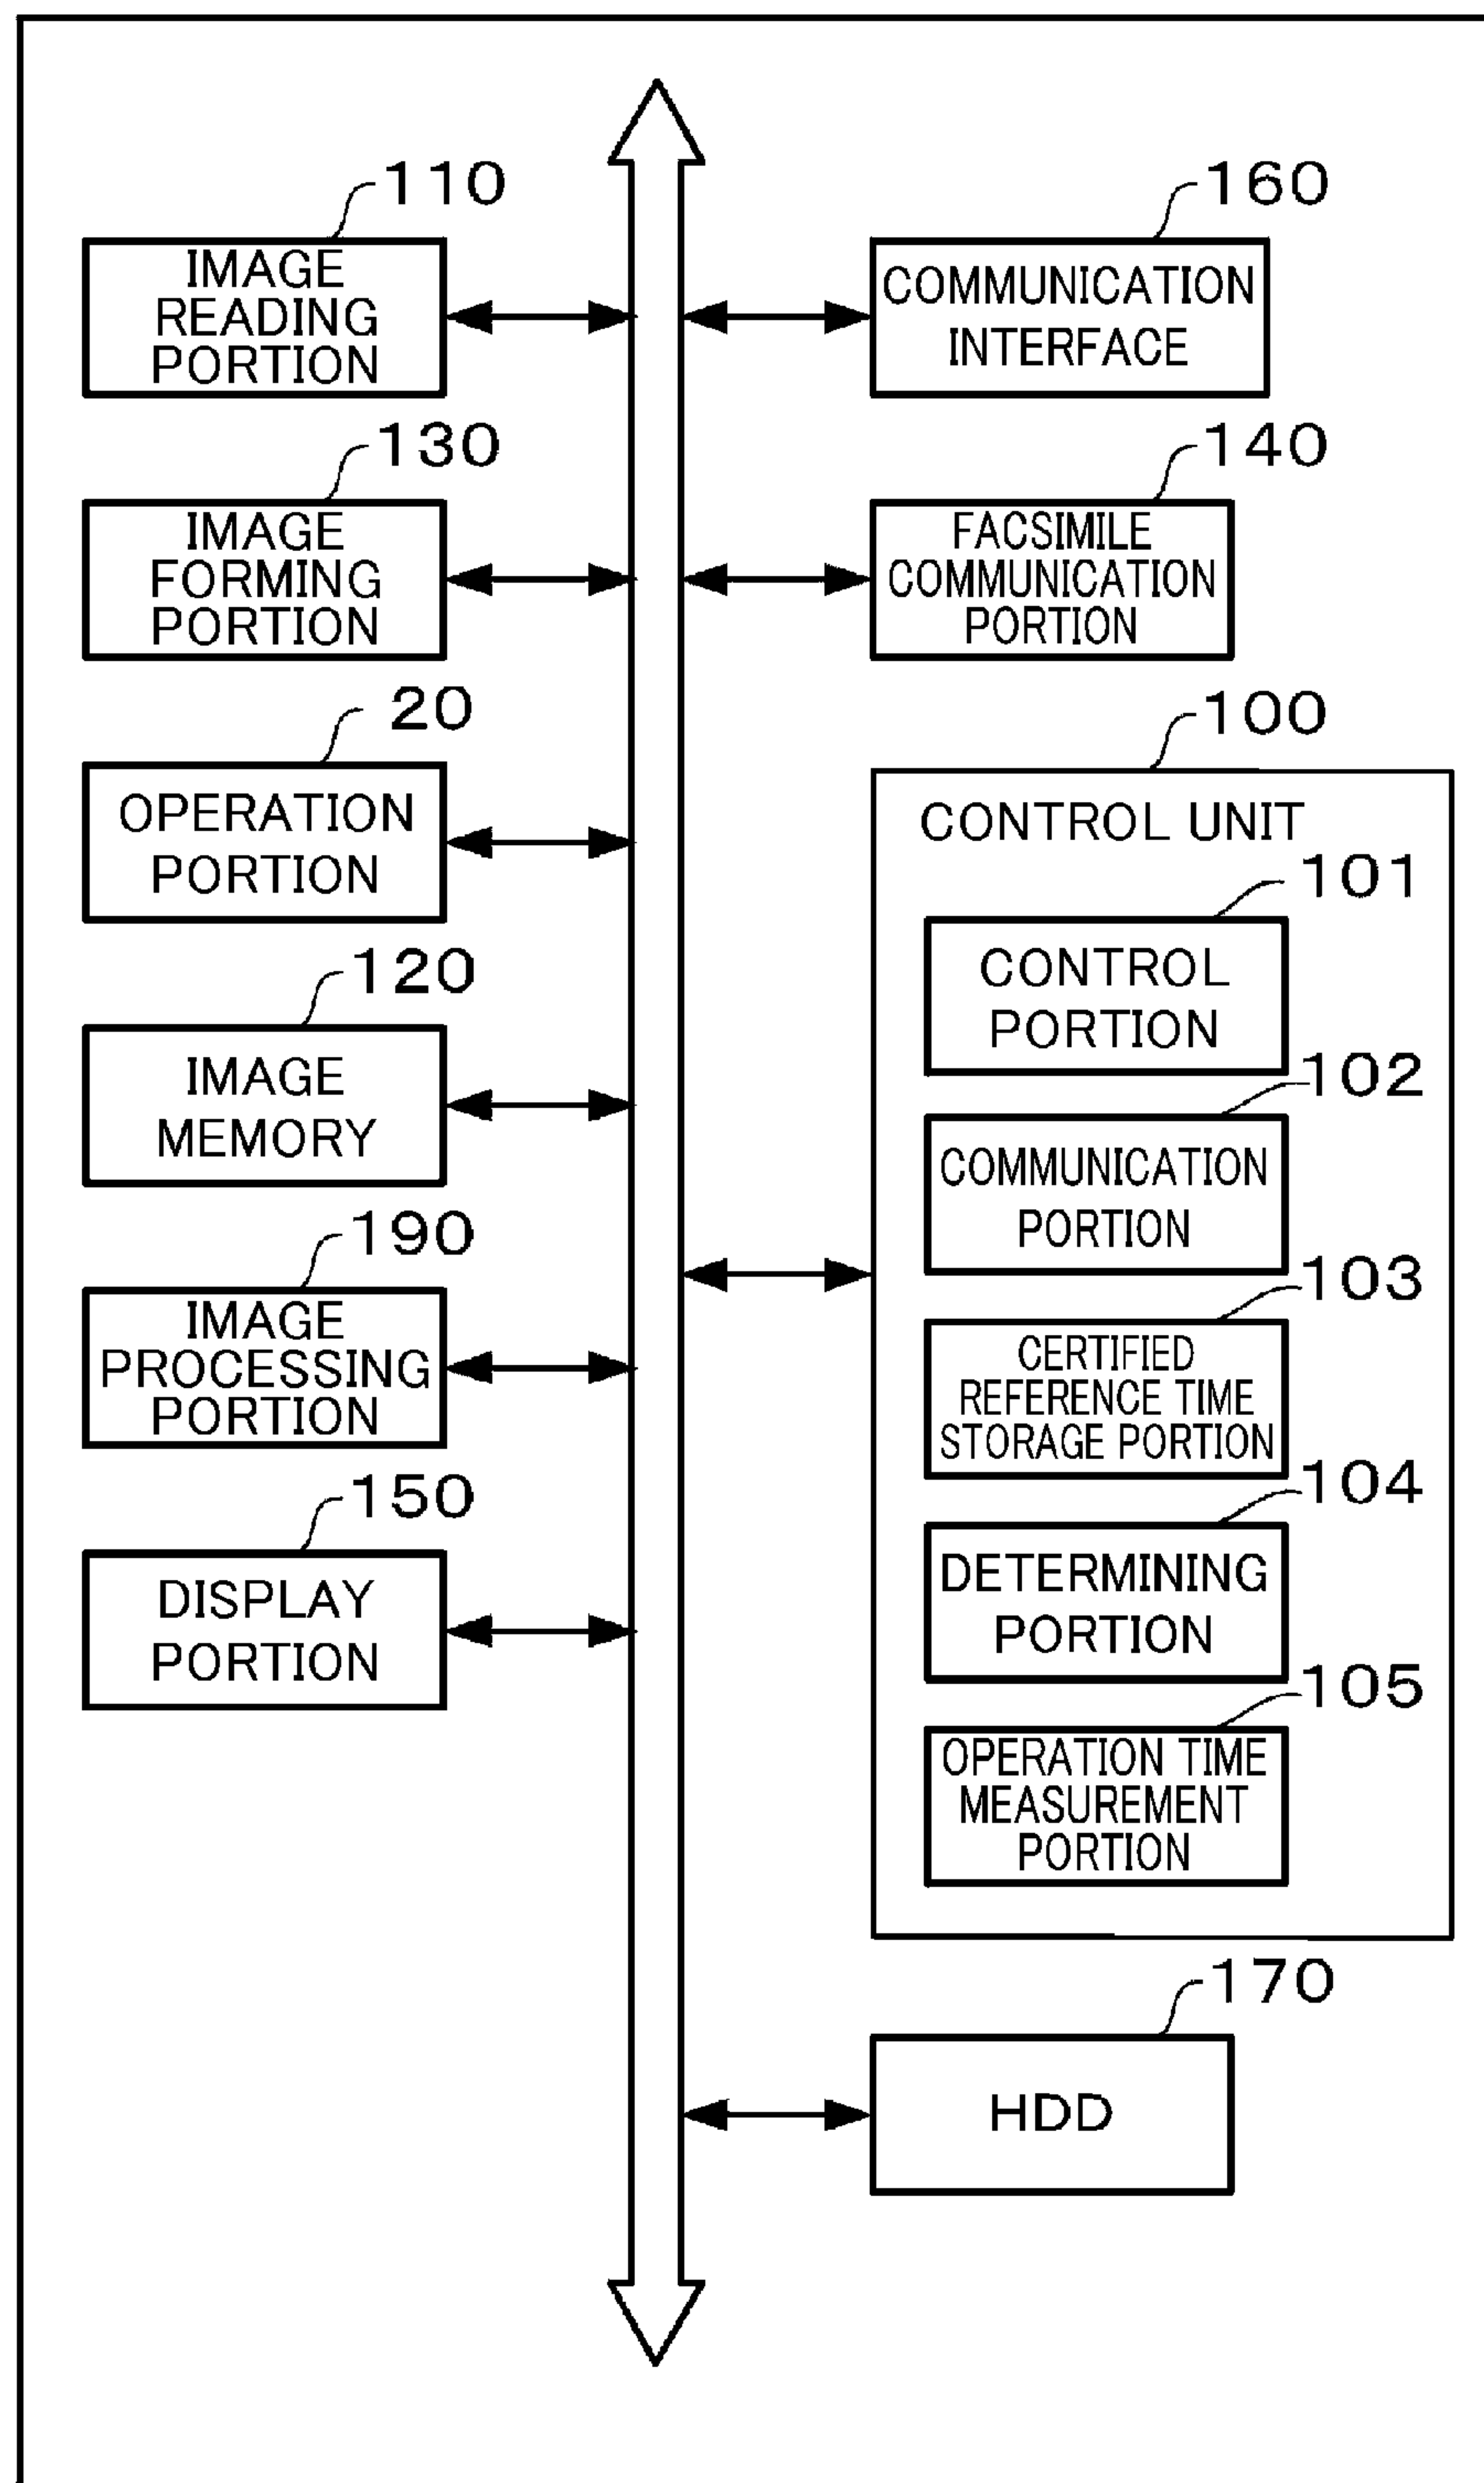 110
IMAGE
READING
PORTION
130
IMAGE
FORMING
PORTION
20
OPERATION
PORTION
120
IMAGE
MEMORY
190
IMAGE
PROCESSING
PORTION
150
DISPLAY
PORTION
160
COMMUNICATION
INTERFACE
140
FACSIMILE
COMMUNICATION
PORTION
100
CONTROL UNIT
101
CONTROL
PORTION
102
COMMUNICATION
PORTION
103
CERTIFIED
REFERENCE TIME
STORAGE PORTION
104
DETERMINING
PORTION
105
OPERATION TIME
MEASUREMENT
PORTION
170
HDD